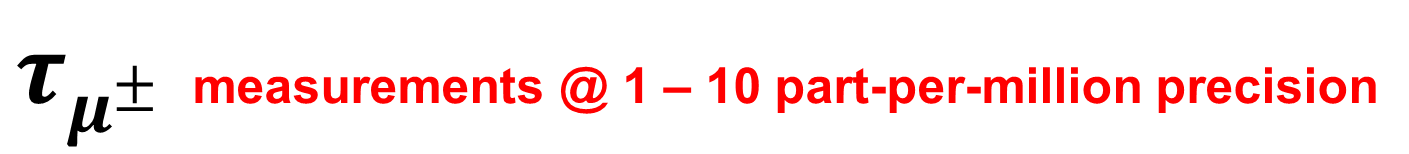 τμ± measurements @ 1 – 10 part-per-million precision